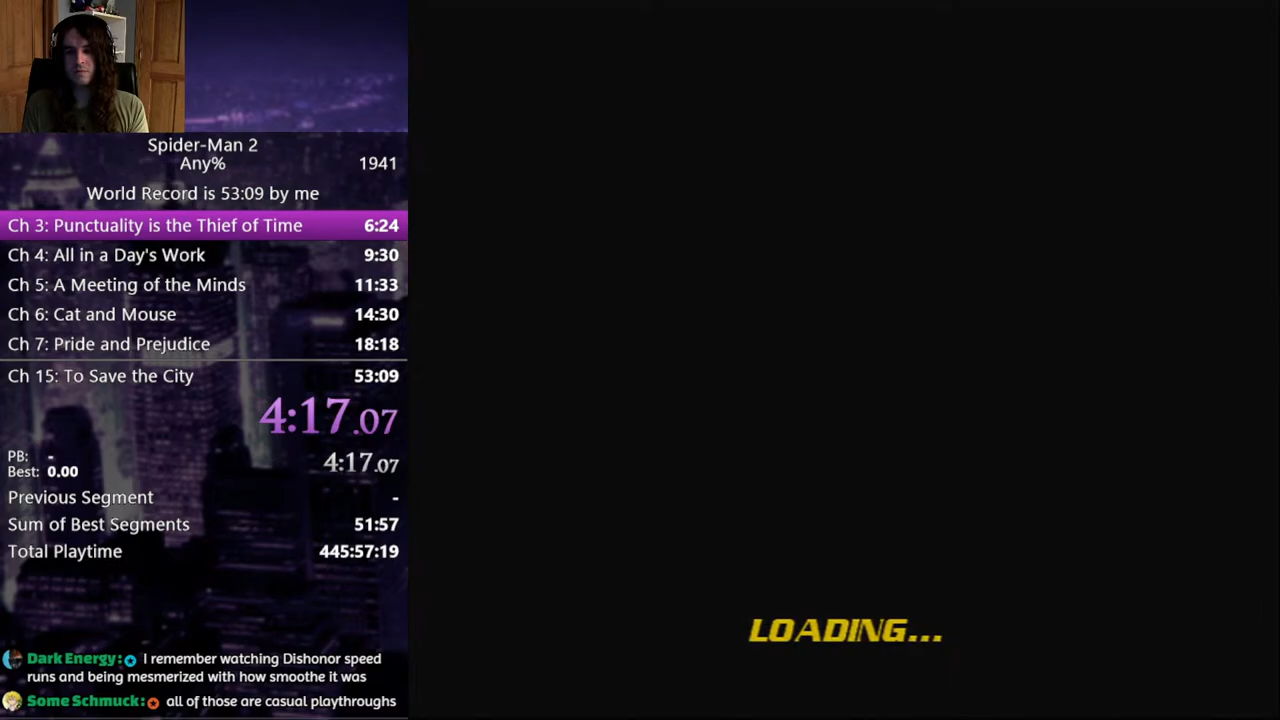 Spider-Man 2
Any% 1941
World Record is 53:09 by me
Ch 3: Punctuality is the Thief of Time 6:24
Ch 4: All in a Day's Work 9:30
Ch 5: A Meeting of the Minds 11:33
Ch 6: Cat and Mouse 14:30
Ch 7: Pride and Prejudice 18:18
Ch 15: To Save the City 53:09
4:17.07
PB: - 4:17.07
Best: 0.00
Previous Segment -
Sum of Best Segments 51:57
Total Playtime 445:57:19
Dark Energy: I remember watching Dishonor speed
runs and being mesmerized with how smoothe it was
Some Schmuck: all of those are casual playthroughs
LOADING...